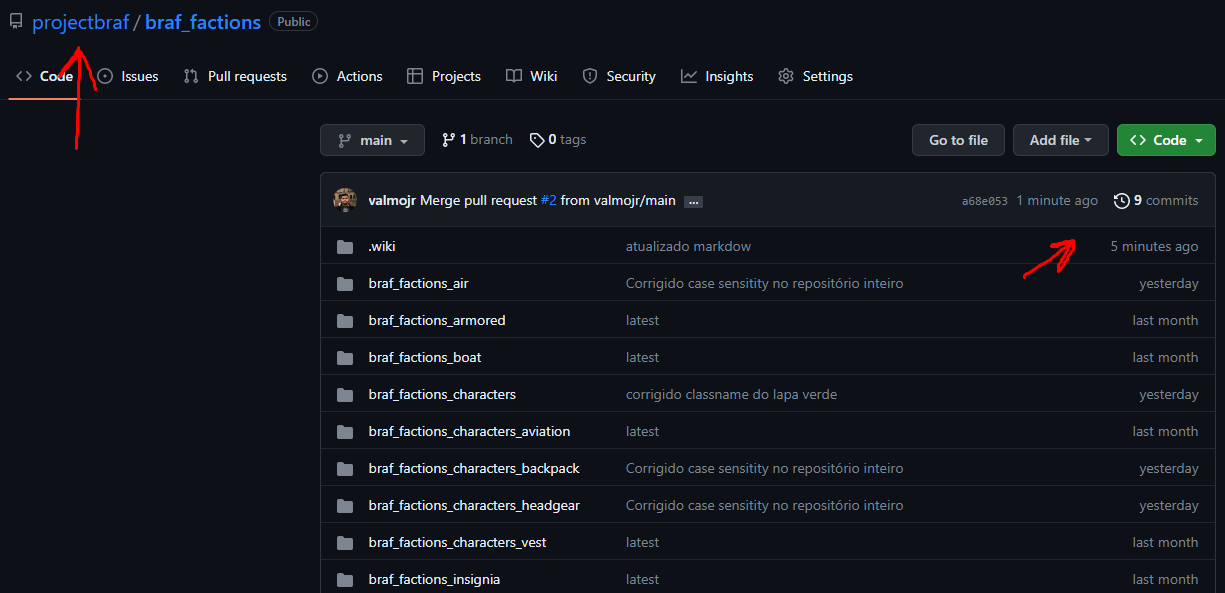 projectbraf / braf_factions Public
Code Issues Pull requests Actions Projects Wiki Security Insights Settings
main 1 branch 0 tags Go to file Add file Code
valmojr Merge pull request #2 from valmojr/main ... a68e053 1 minute ago 9 commits
.wiki atualizado markdow 5 minutes ago
braf_factions_air Corrigido case sensitity no repositório inteiro yesterday
braf_factions_armored latest last month
braf_factions_boat latest last month
braf_factions_characters corrigido classname do lapa verde yesterday
braf_factions_characters_aviation latest last month
braf_factions_characters_backpack Corrigido case sensitity no repositório inteiro yesterday
braf_factions_characters_headgear Corrigido case sensitity no repositório inteiro yesterday
braf_factions_characters_vest latest last month
braf_factions_insignia latest last month